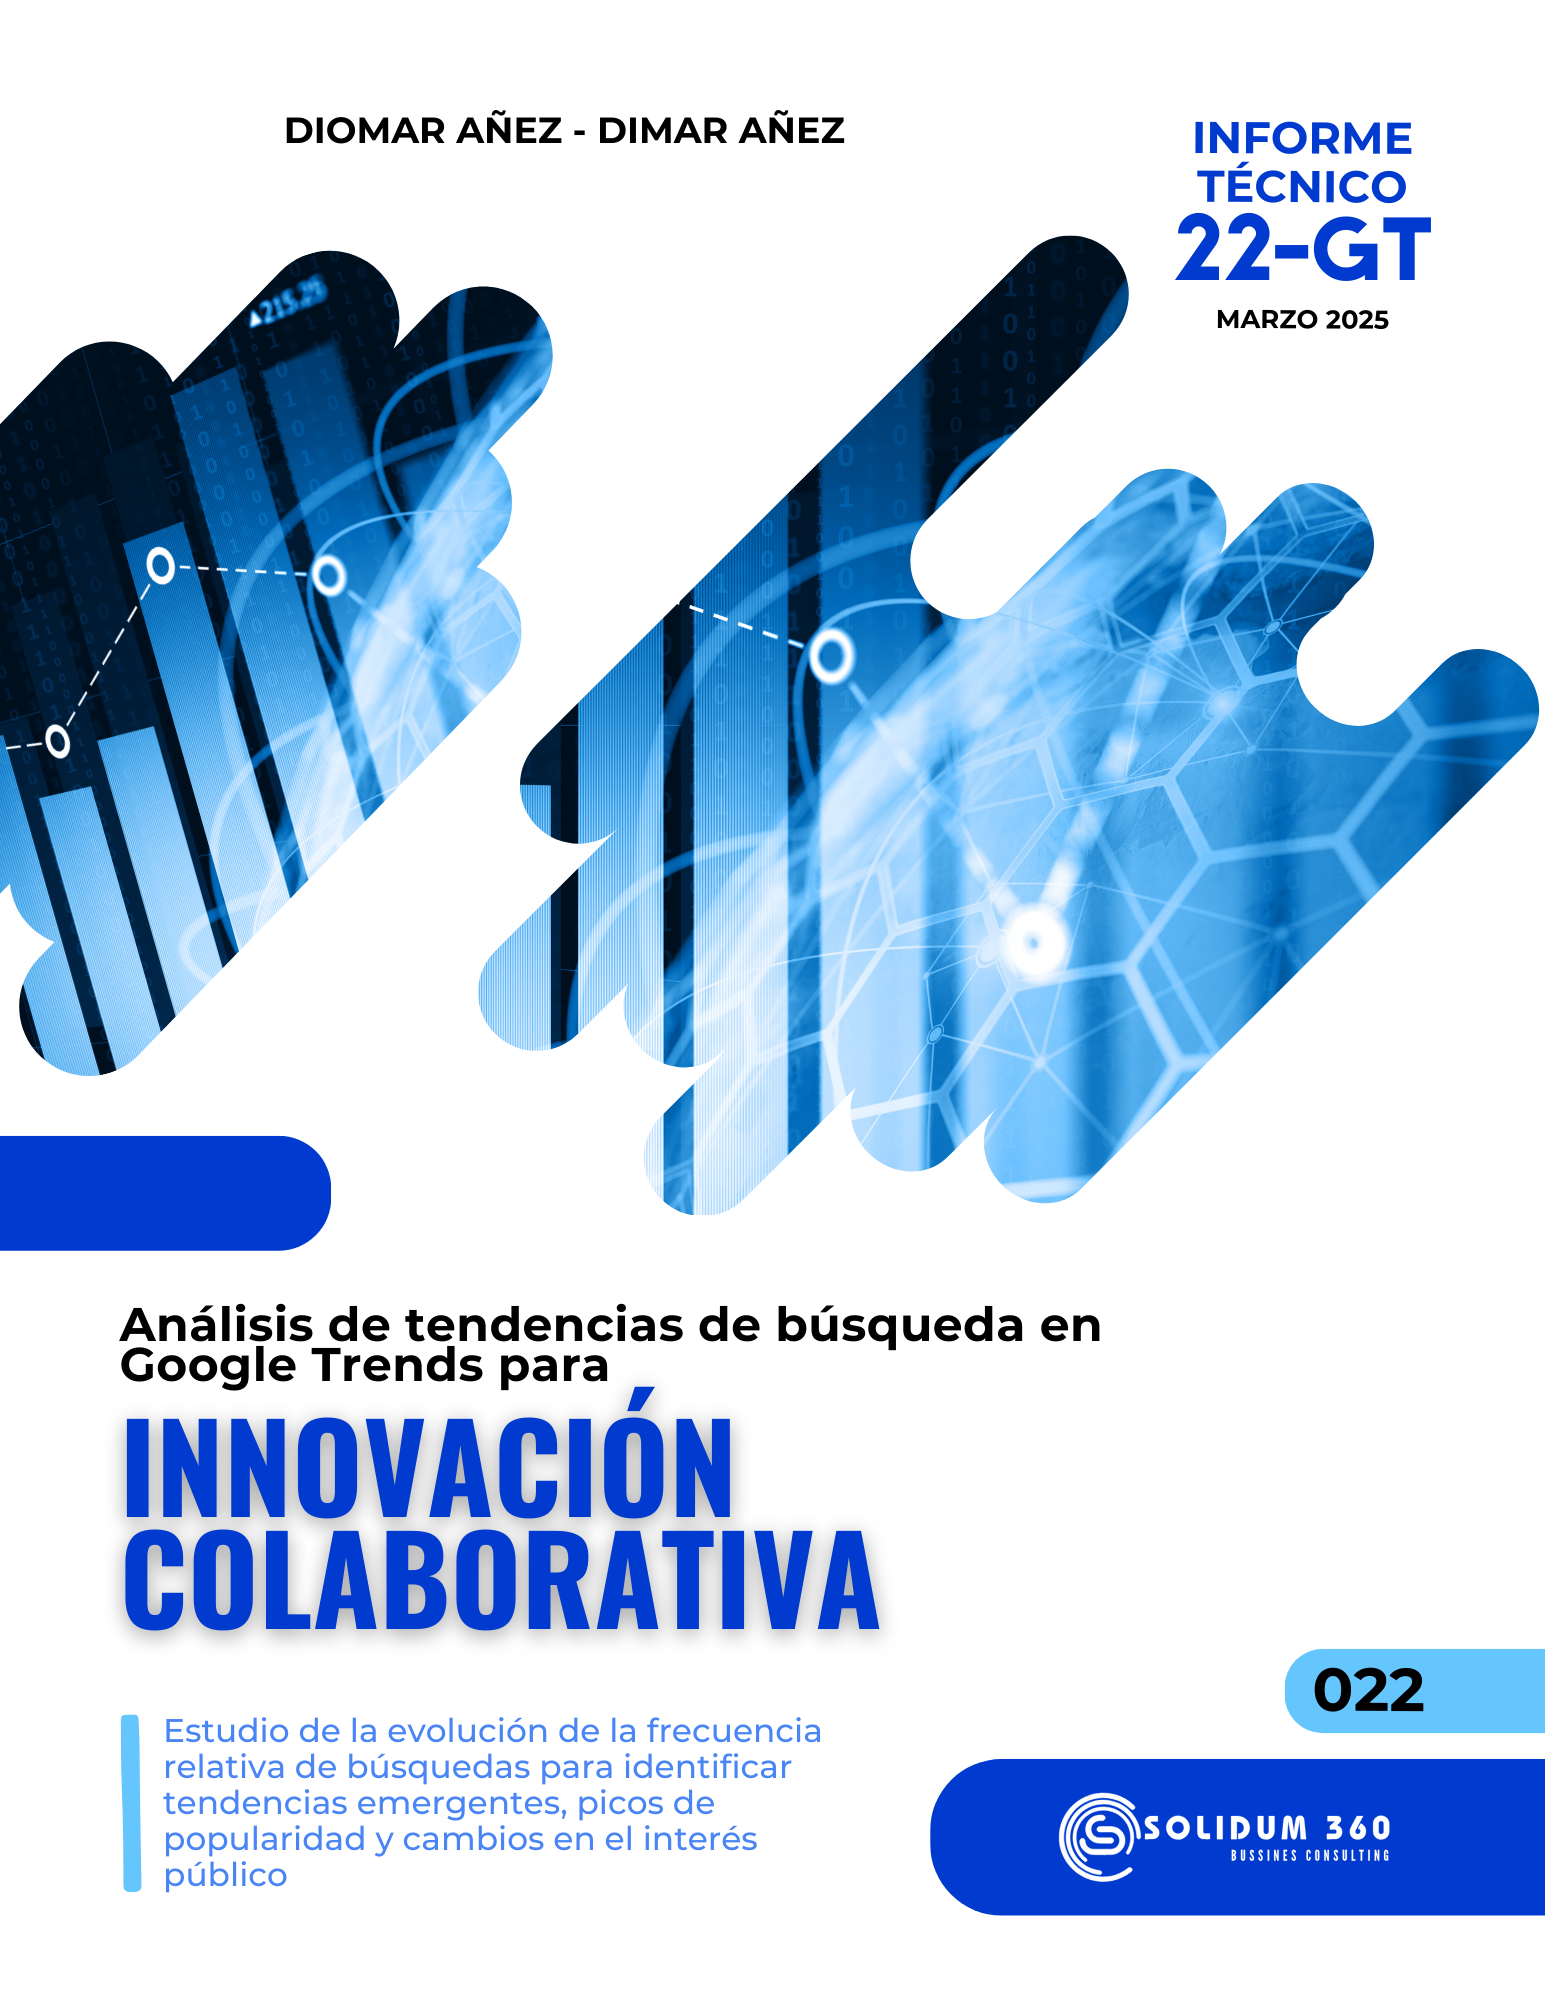 DIOMAR AÑEZ - DIMAR AÑEZ
INFORME
TÉCNICO
22-GT
MARZO 2025
▲215.29
Análisis de tendencias de búsqueda en
Google Trends para
INNOVACIÓN
COLABORATIVA
Estudio de la evolución de la frecuencia
relativa de búsquedas para identificar
tendencias emergentes, picos de
popularidad y cambios en el interés
público
022
SOLIDUM 360
BUSSINES CONSULTING